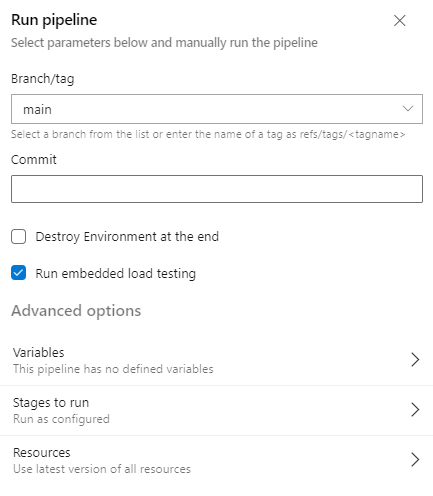 Run pipeline
Select parameters below and manually run the pipeline
Branch/tag
main
Select a branch from the list or enter the name of a tag as refs/tags/<tagname>
Commit
Destroy Environment at the end
Run embedded load testing
Advanced options
Variables
This pipeline has no defined variables
Stages to run
Run as configured
Resources
Use latest version of all resources